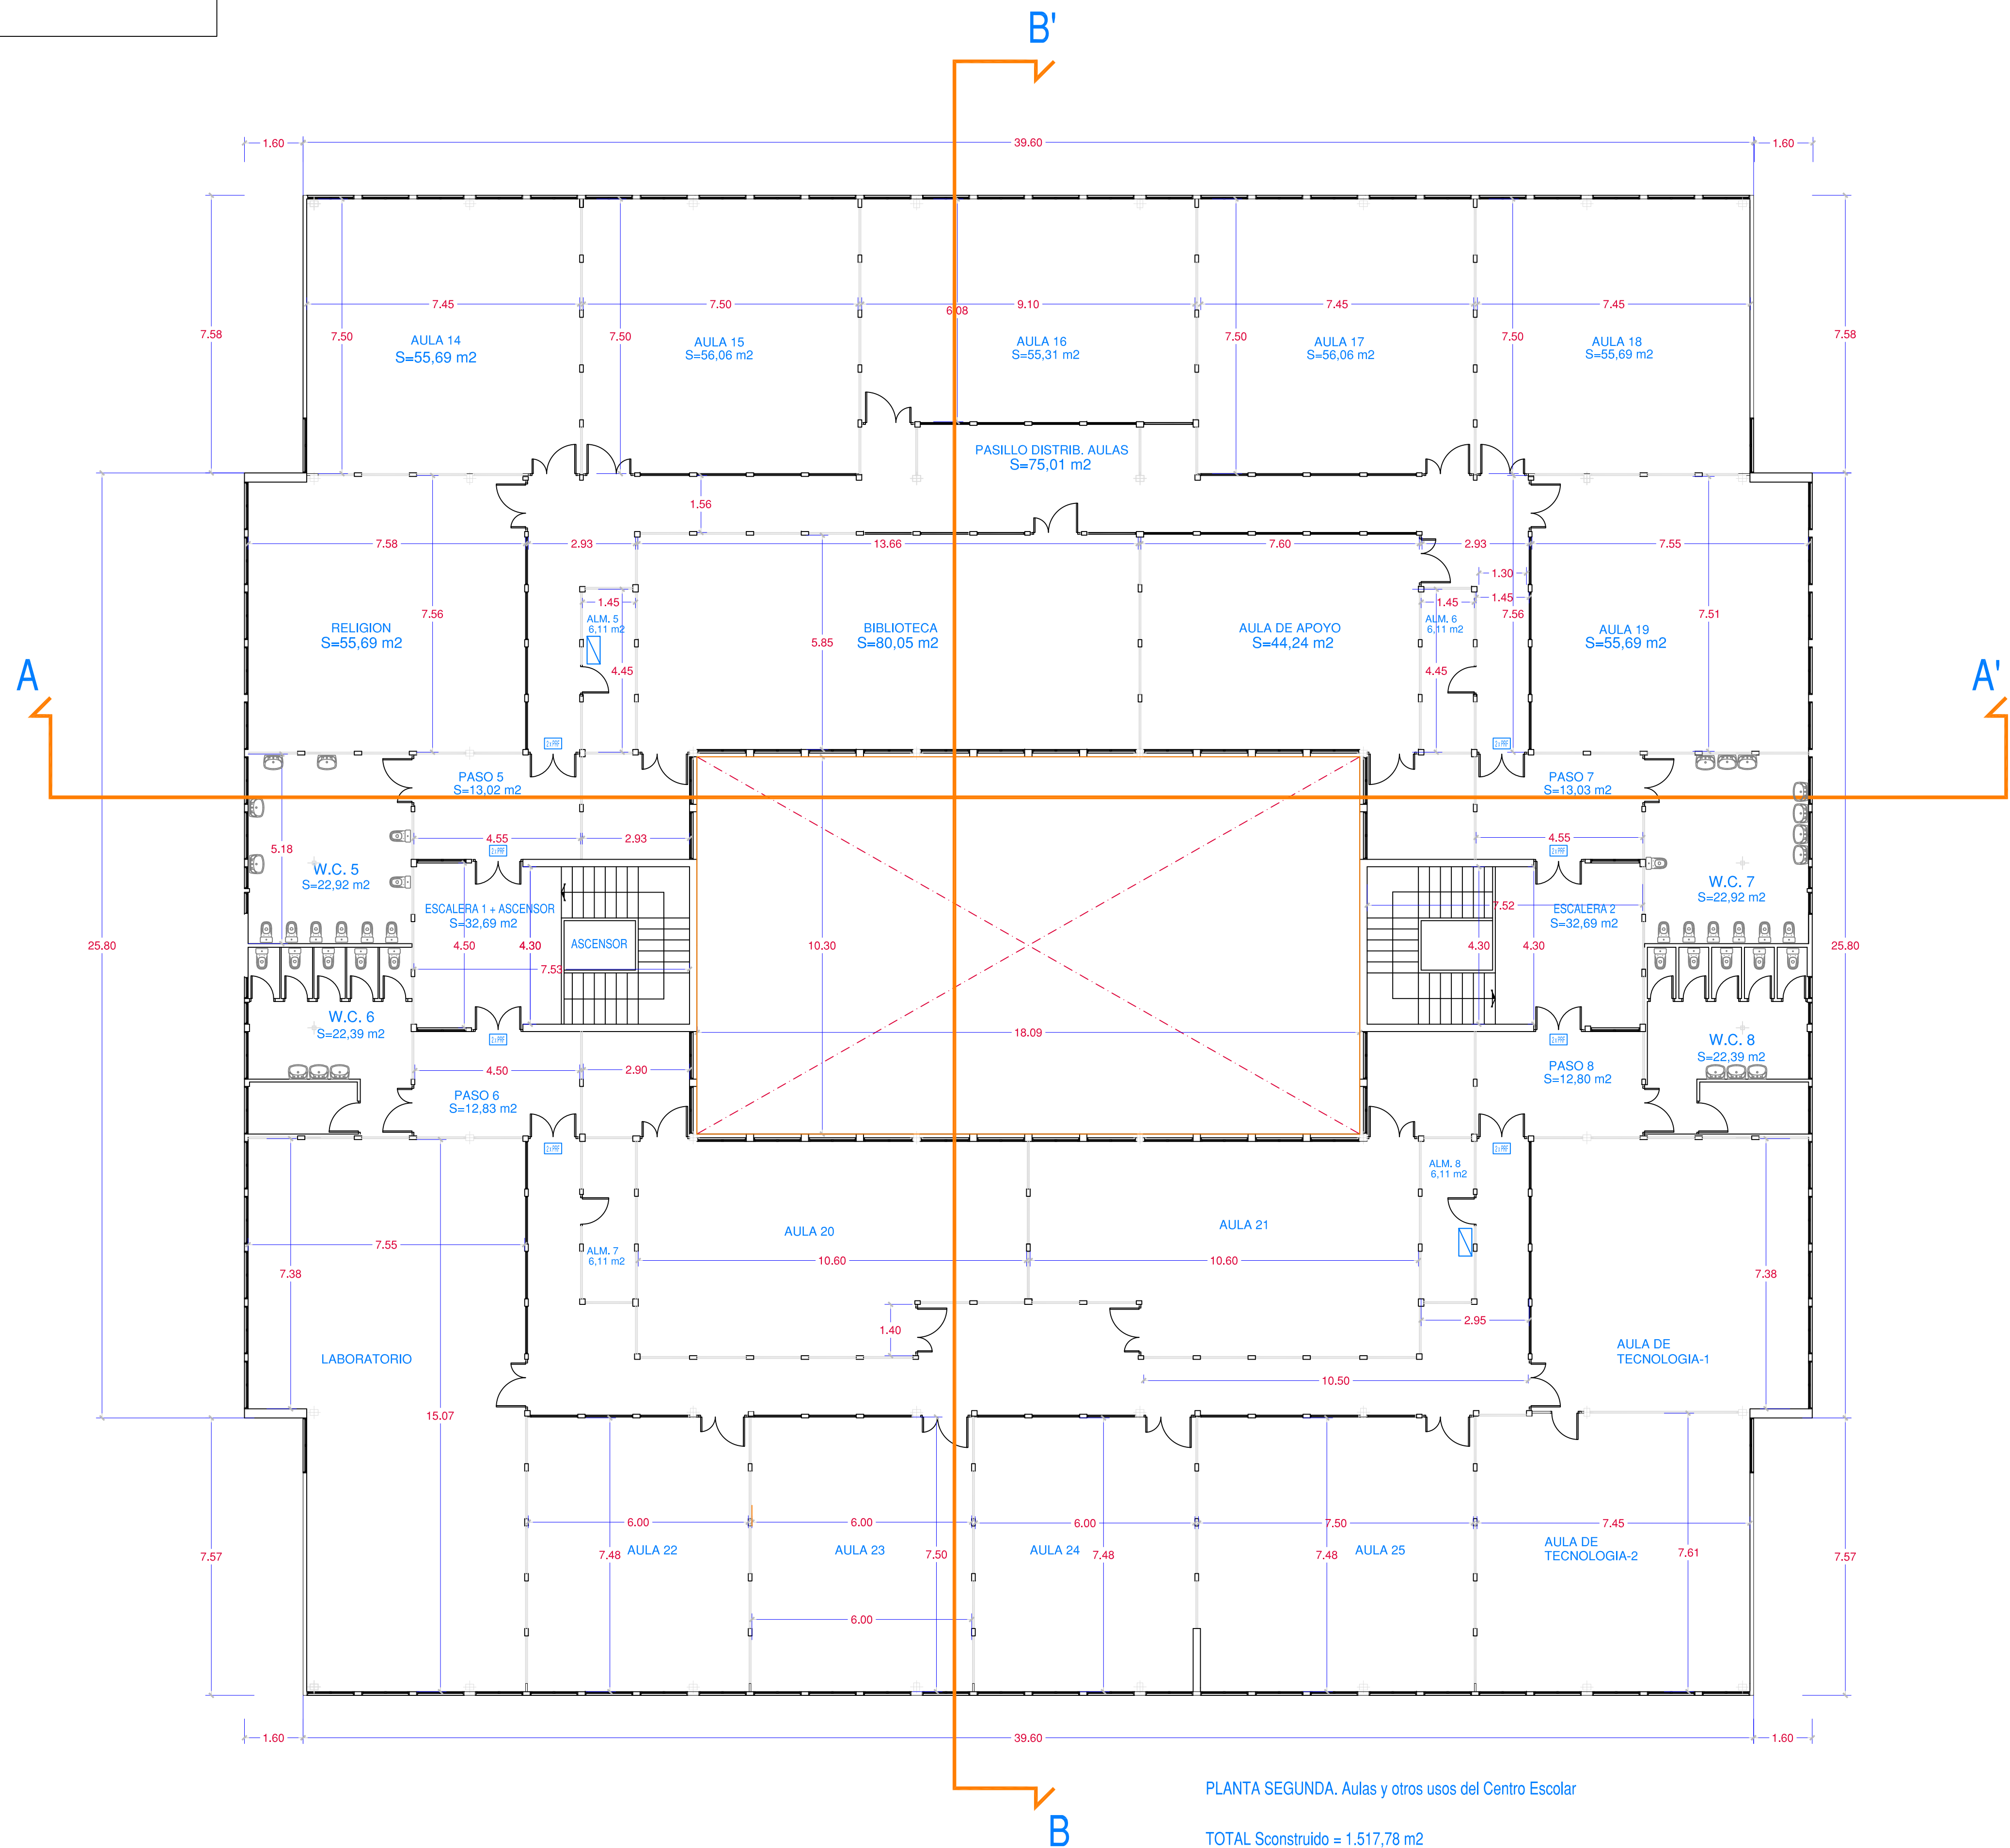 B'
1.60
39.60
1.60
7.58
7.45
7.50
9.10
7.45
7.45
7.58
7.50
7.50
6.08
7.50
7.50
AULA 14
S=55,69 m2
AULA 15
S=56,06 m2
AULA 16
S=55,31 m2
AULA 17
S=56,06 m2
AULA 18
S=55,69 m2
PASILLO DISTRIB. AULAS
S=75,01 m2
1.56
7.58
2.93
13.66
7.60
2.93
7.55
1.30
1.45
1.45
1.45
7.56
7.56
7.51
ALM. 5
6,11 m2
ALM. 6
6,11 m2
RELIGION
S=55,69 m2
BIBLIOTECA
S=80,05 m2
5.85
AULA DE APOYO
S=44,24 m2
AULA 19
S=55,69 m2
4.45
4.45
A
A'
2xPRF
2xPRF
PASO 5
S=13,02 m2
PASO 7
S=13,03 m2
4.55
2.93
4.55
5.18
2xPRF
2xPRF
W.C. 5
S=22,92 m2
W.C. 7
S=22,92 m2
ESCALERA 1 + ASCENSOR
S=32,69 m2
ASCENSOR
7.52
ESCALERA 2
S=32,69 m2
25.80
4.50
4.30
10.30
4.30
4.30
25.80
7.53
W.C. 6
S=22,39 m2
18.09
W.C. 8
S=22,39 m2
2xPRF
2xPRF
4.50
2.90
PASO 6
S=12,83 m2
PASO 8
S=12,80 m2
2xPRF
2xPRF
ALM. 8
6,11 m2
AULA 20
AULA 21
7.55
ALM. 7
6,11 m2
10.60
10.60
7.38
7.38
1.40
2.95
LABORATORIO
AULA DE
TECNOLOGIA-1
10.50
15.07
6.00
6.00
6.00
7.50
7.45
7.57
7.48
AULA 22
AULA 23
7.50
AULA 24
7.48
7.48
AULA 25
AULA DE
TECNOLOGIA-2
7.61
7.57
6.00
1.60
39.60
1.60
B
PLANTA SEGUNDA. Aulas y otros usos del Centro Escolar
TOTAL Sconstruido = 1.517,78 m2